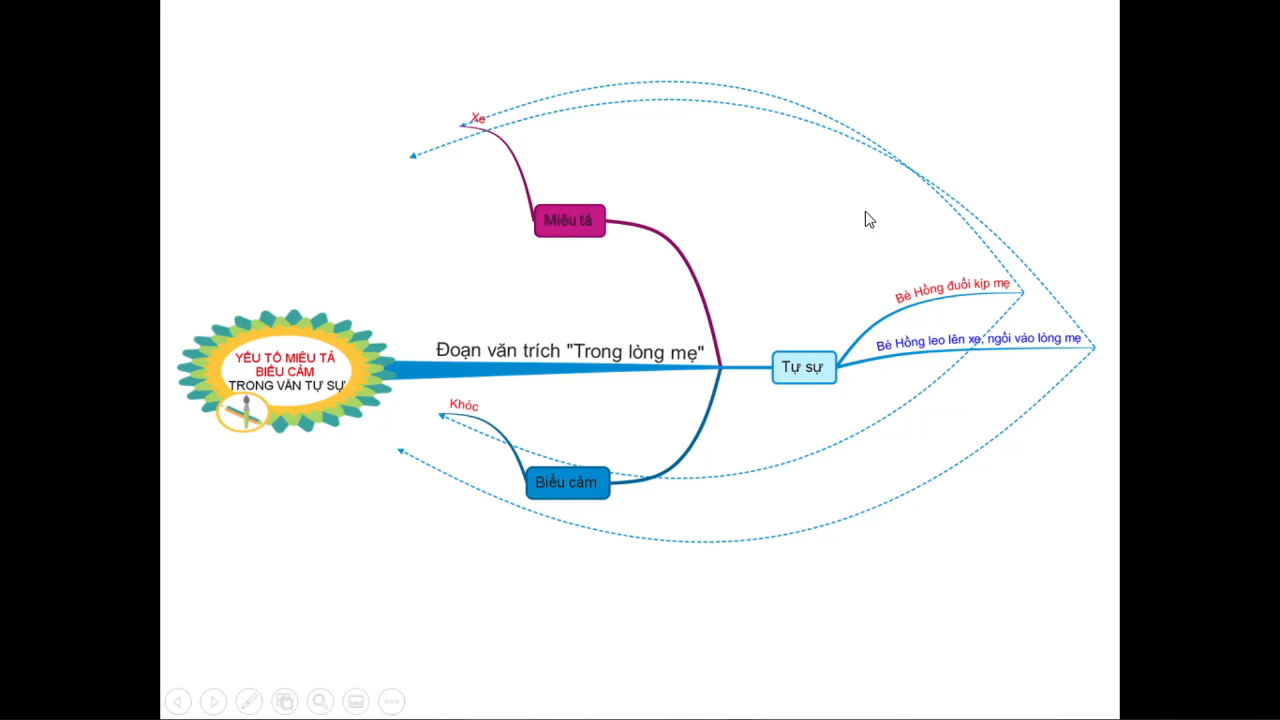 Xe
Miêu tả
Bé Hồng đuổi kịp mẹ
Bé Hồng leo lên xe, ngồi vào lòng mẹ
Đoạn văn trích "Trong lòng mẹ"
Tự sự
YẾU TỐ MIÊU TẢ
BIỂU CẢM
TRONG VĂN TỰ SỰ
Khóc
Biểu cảm